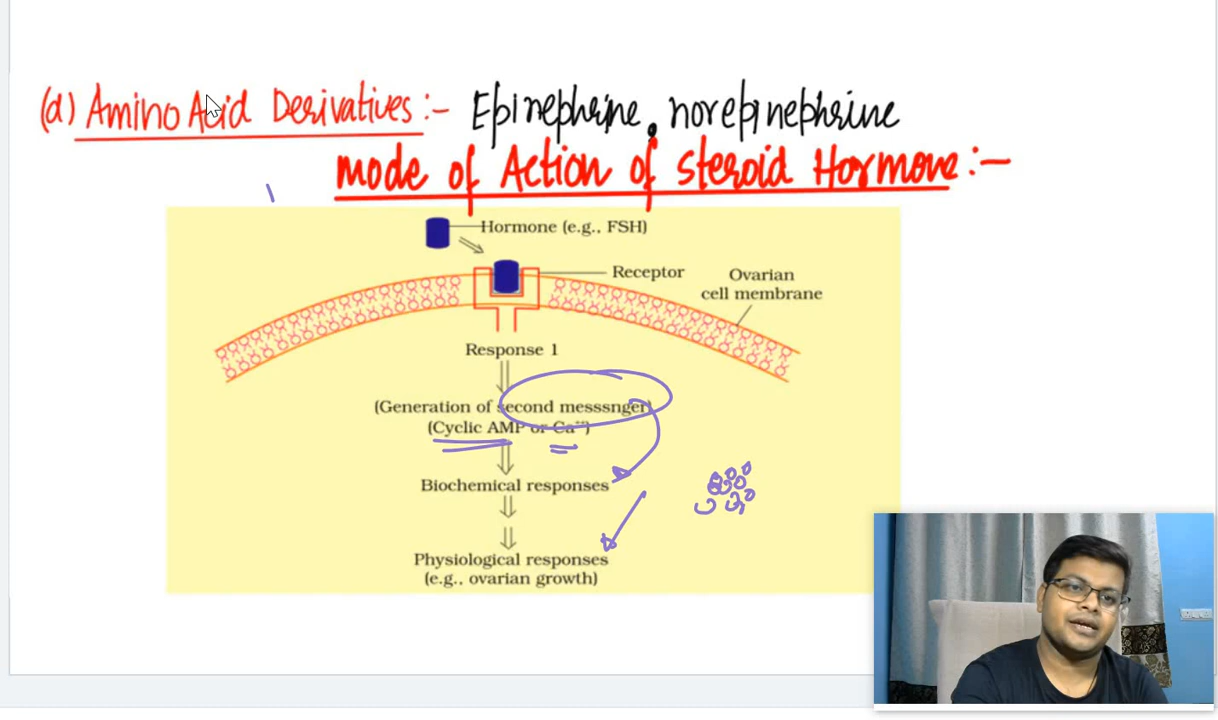 (d) Amino Acid Derivatives :- Epinephrine, norepinephrine
Mode of Action of Steroid Hormone :-
Hormone (e.g., FSH)
Receptor
Ovarian
cell membrane
Response 1
(Generation of second messsnger)
(Cyclic AMP or Ca⁺⁺)
Biochemical responses
Physiological responses
(e.g., ovarian growth)